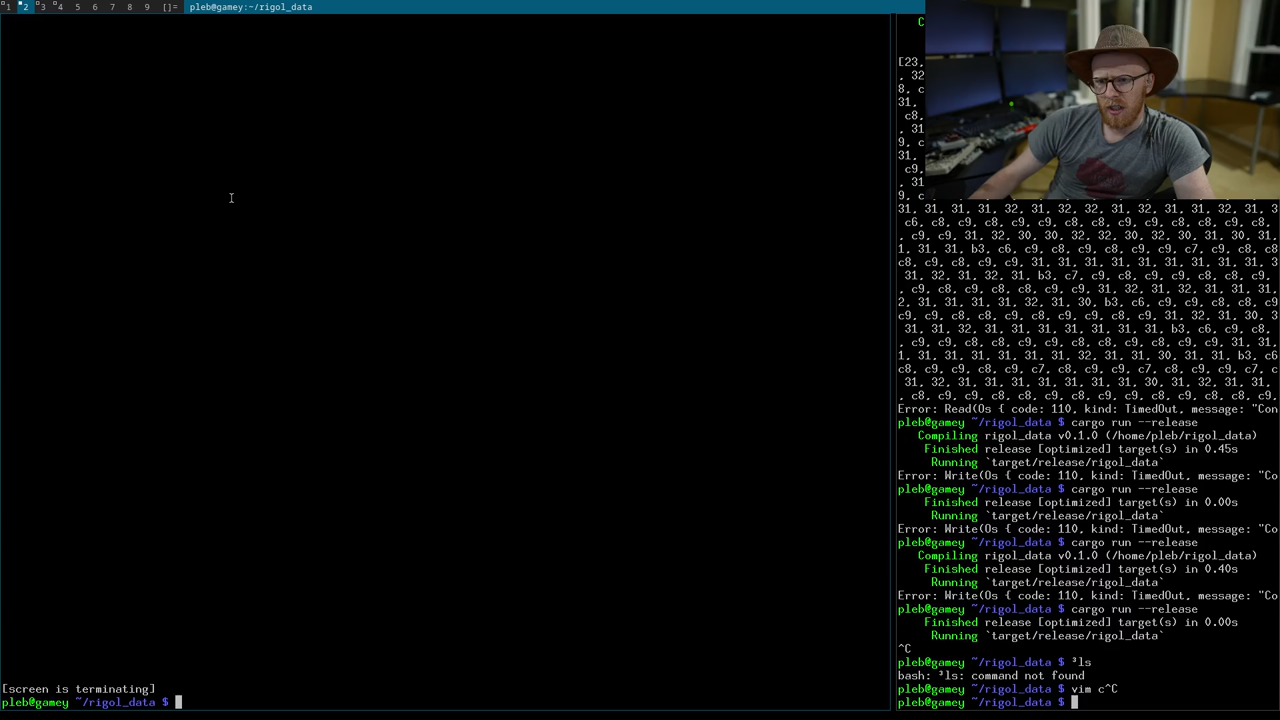 1 2 3 4 5 6 7 8 9 []= pleb@gamey:~/rigol_data
[screen is terminating]
pleb@gamey ~/rigol_data $
C
[23,
, 32
8, c
31,
c8,
, 31
9, c
31,
c9,
, 31
9, c
31, 31, 31, 31, 32, 31, 32, 32, 31, 32, 31, 32, 31, 3
c6, c8, c9, c9, c8, c9, c8, c9, c8, c9, c8, c9, c8,
, c9, c9, 31, 32, 30, 30, 32, 32, 30, 32, 31, 30, 31,
1, 31, 31, b3, c6, c9, c8, c9, c8, c9, c9, c7, c9, c8, c8
c8, c9, c8, c9, c9, 31, 31, 31, 31, 31, 31, 31, 31, 3
31, 32, 31, 32, 31, b3, c7, c9, c8, c9, c9, c8, c8, c9,
, c9, c8, c9, c8, c8, c9, c9, 31, 32, 31, 32, 31, 31, 31,
2, 31, 31, 31, 31, 32, 31, 30, b3, c6, c9, c9, c8, c8, c9
c9, c9, c8, c9, c8, c9, c8, c9, c9, 31, 32, 31, 30, 3
31, 31, 32, 31, 31, 31, 31, 31, 31, 31, b3, c6, c9, c8,
, c9, c9, c8, c8, c8, c9, c8, c9, c8, c9, c9, 31, 31,
1, 31, 31, 31, 31, 31, 31, 32, 31, 31, 30, 31, 31, b3, c6
c8, c9, c8, c9, c9, c7, c8, c9, c9, c7, c8, c9, c9, c7, c
31, 32, 31, 31, 31, 31, 31, 31, 30, 31, 32, 31, 31,
, c8, c8, c9, c8, c9, c8, c9, c8, c9, c8, c8, c9, c8, c9,
Error: Read(Os { code: 110, kind: TimedOut, message: "Con
pleb@gamey ~/rigol_data $ cargo run --release
Compiling rigol_data v0.1.0 (/home/pleb/rigol_data)
Finished release [optimized] target(s) in 0.45s
Running `target/release/rigol_data`
Error: Write(Os { code: 110, kind: TimedOut, message: "Co
pleb@gamey ~/rigol_data $ cargo run --release
Finished release [optimized] target(s) in 0.00s
Running `target/release/rigol_data`
Error: Write(Os { code: 110, kind: TimedOut, message: "Co
pleb@gamey ~/rigol_data $ cargo run --release
Compiling rigol_data v0.1.0 (/home/pleb/rigol_data)
Finished release [optimized] target(s) in 0.40s
Running `target/release/rigol_data`
Error: Write(Os { code: 110, kind: TimedOut, message: "Co
pleb@gamey ~/rigol_data $ cargo run --release
Finished release [optimized] target(s) in 0.00s
Running `target/release/rigol_data`
^C
pleb@gamey ~/rigol_data $ ³ls
bash: ³ls: command not found
pleb@gamey ~/rigol_data $ vim c^C
pleb@gamey ~/rigol_data $